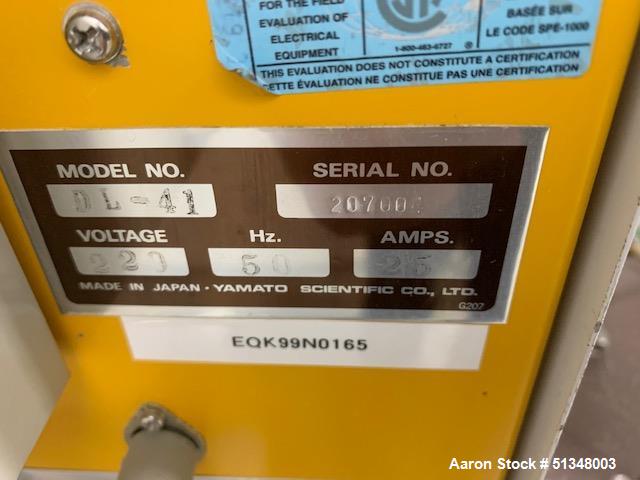 FOR THE FIELD
EVALUATION OF
ELECTRICAL
EQUIPMENT
BASÉE SUR
LE CODE SPE-1000
1-800-463-6727 ®
THIS EVALUATION DOES NOT CONSTITUTE A CERTIFICATION
CETTE ÉVALUATION NE CONSTITUE PAS UNE CERTIFICATION
MODEL NO.
SERIAL NO.
DL-41
VOLTAGE
Hz.
AMPS.
220
50
25
MADE IN JAPAN · YAMATO SCIENTIFIC CO., LTD.
G207
EQK99N0165
Aaron Stock # 51348003